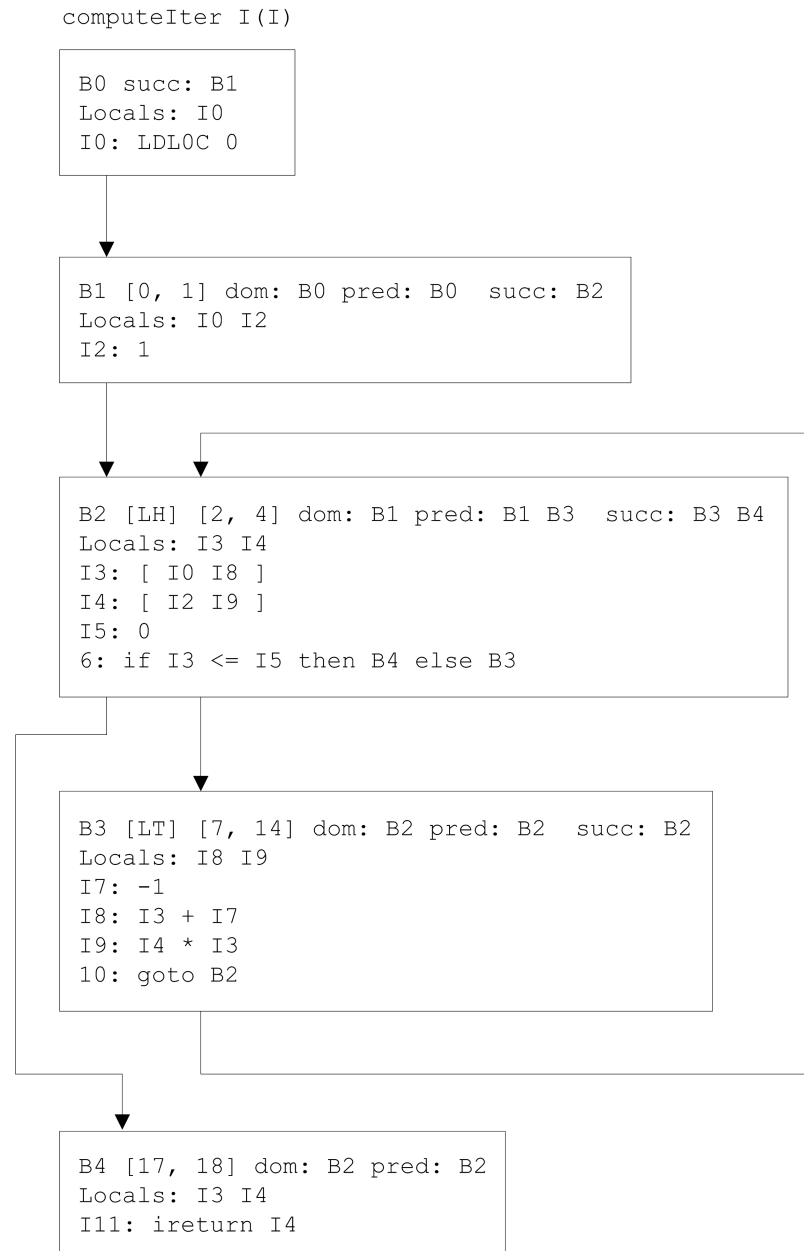 computeIter I(I)
B0 succ: B1
Locals: I0
I0: LDLOC 0
B1 [0, 1] dom: B0 pred: B0  succ: B2
Locals: I0 I2
I2: 1
B2 [LH] [2, 4] dom: B1 pred: B1 B3  succ: B3 B4
Locals: I3 I4
I3: [ I0 I8 ]
I4: [ I2 I9 ]
I5: 0
6: if I3 <= I5 then B4 else B3
B3 [LT] [7, 14] dom: B2 pred: B2  succ: B2
Locals: I8 I9
I7: -1
I8: I3 + I7
I9: I4 * I3
10: goto B2
B4 [17, 18] dom: B2 pred: B2
Locals: I3 I4
I11: ireturn I4